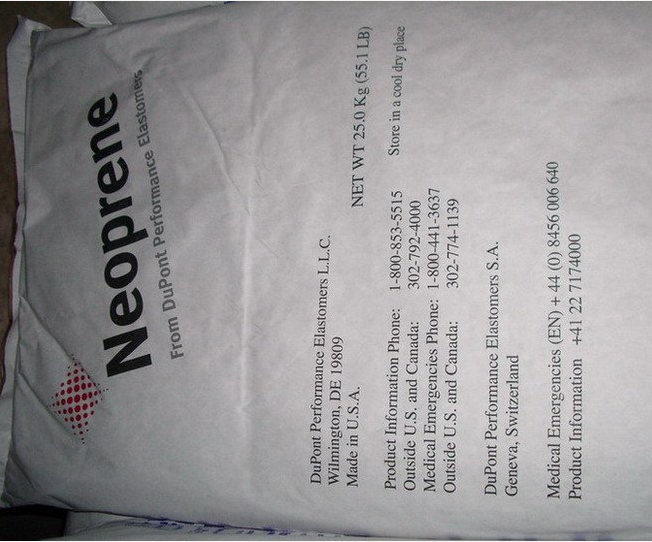 Neoprene
From DuPont Performance Elastomers
DuPont Performance Elastomers L.L.C.
Wilmington, DE 19809
Made in U.S.A.
NET WT 25.0 Kg (55.1 LB)
Product Information Phone: 1-800-853-5515
Outside U.S. and Canada: 302-792-4000
Medical Emergencies Phone: 1-800-441-3637
Outside U.S. and Canada: 302-774-1139
Store in a cool dry place
DuPont Performance Elastomers S.A.
Geneva, Switzerland
Medical Emergencies (EN) + 44 (0) 8456 006 640
Product Information +41 22 7174000